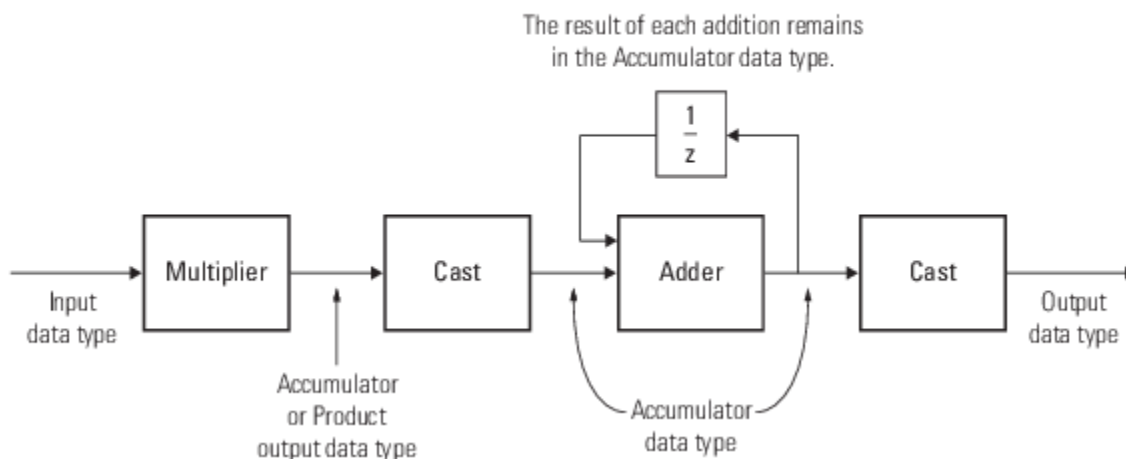 The result of each addition remains
in the Accumulator data type.
1
z
Multiplier
Cast
Adder
Cast
Input
data type
Output
data type
Accumulator
or Product
output data type
Accumulator
data type